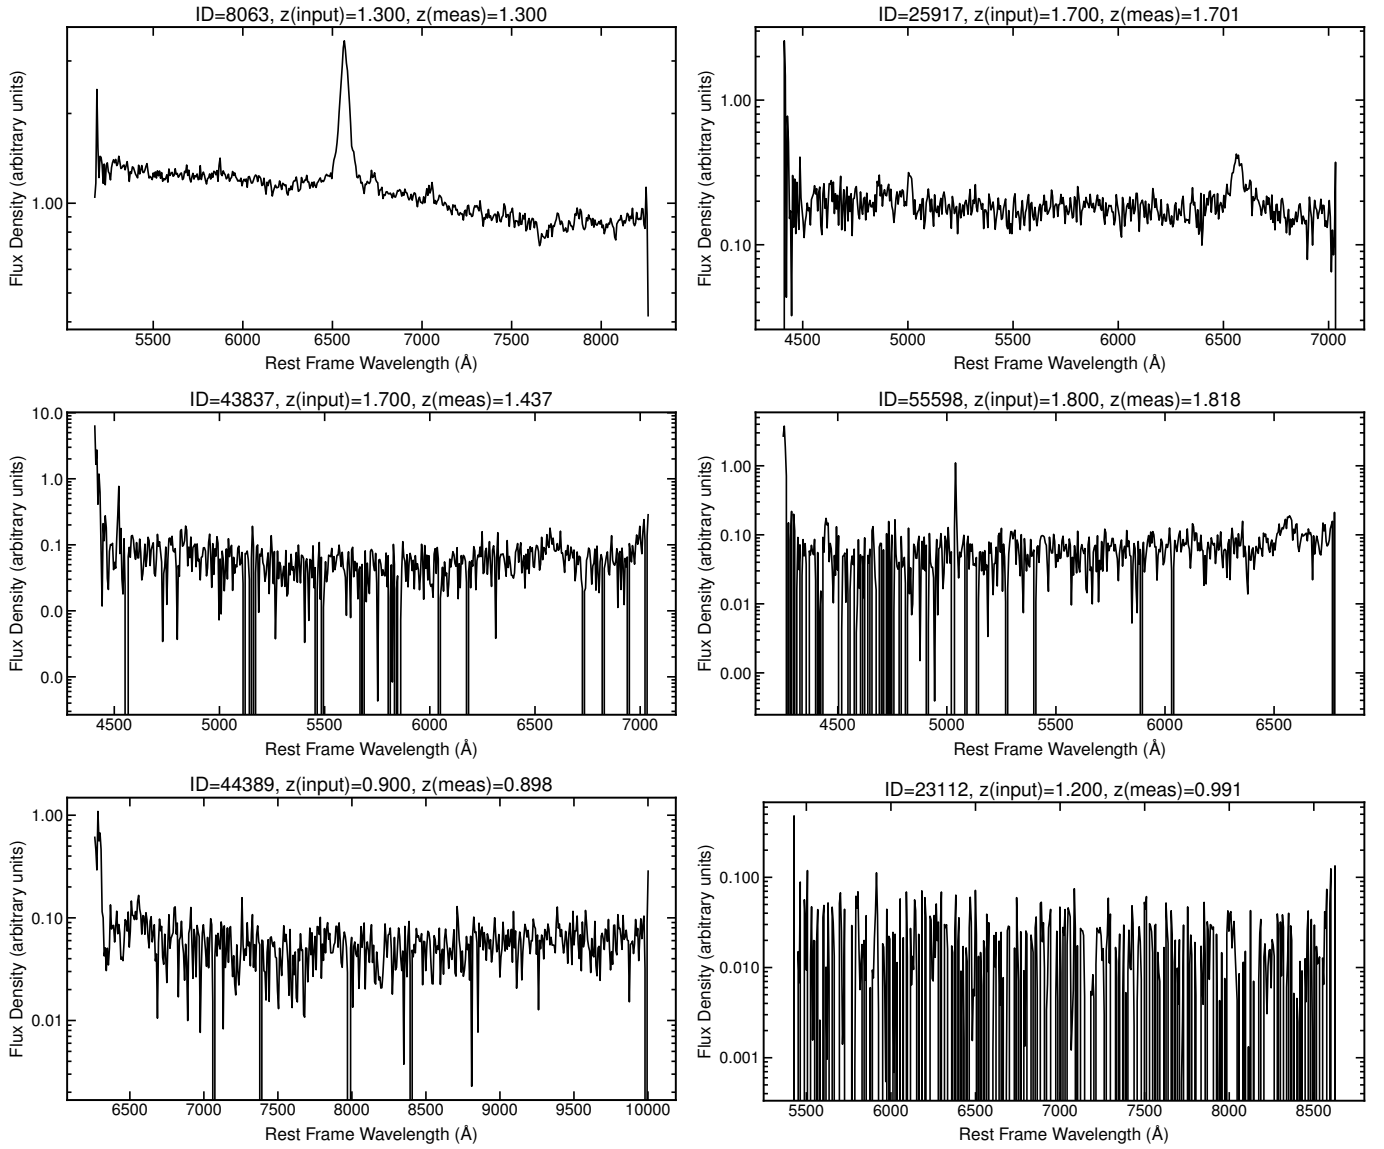 ID=8063, z(input)=1.300, z(meas)=1.300
Flux Density (arbitrary units)
1.00
5500 6000 6500 7000 7500 8000
Rest Frame Wavelength (Å)
ID=25917, z(input)=1.700, z(meas)=1.701
Flux Density (arbitrary units)
1.00
0.10
4500 5000 5500 6000 6500 7000
Rest Frame Wavelength (Å)
ID=43837, z(input)=1.700, z(meas)=1.437
Flux Density (arbitrary units)
10.0
1.0
0.1
0.0
0.0
4500 5000 5500 6000 6500 7000
Rest Frame Wavelength (Å)
ID=55598, z(input)=1.800, z(meas)=1.818
Flux Density (arbitrary units)
1.00
0.10
0.01
0.00
4500 5000 5500 6000 6500
Rest Frame Wavelength (Å)
ID=44389, z(input)=0.900, z(meas)=0.898
Flux Density (arbitrary units)
1.00
0.10
0.01
6500 7000 7500 8000 8500 9000 9500 10000
Rest Frame Wavelength (Å)
ID=23112, z(input)=1.200, z(meas)=0.991
Flux Density (arbitrary units)
0.100
0.010
0.001
5500 6000 6500 7000 7500 8000 8500
Rest Frame Wavelength (Å)